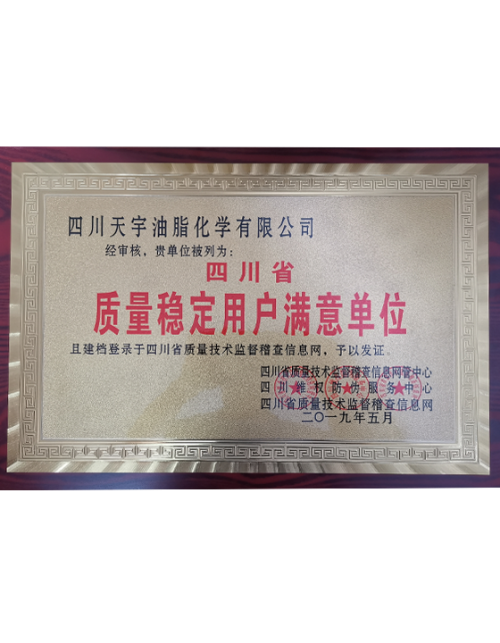 四川天宇油脂化学有限公司
经审核，贵单位被列为：
四川省
质量稳定用户满意单位
且建档登录于四川省质量技术监督稽查信息网，予以发证。
四川省质量技术监督稽查信息网管中心
四川维权防伪服务中心
四川省质量技术监督稽查信息网
二〇一九年五月